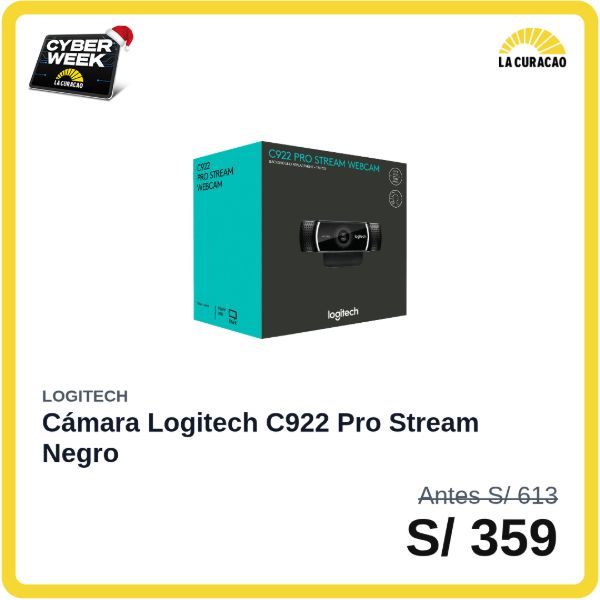 CYBER
WEEK
LA CURACAO
LA CURACAO
C922
PRO STREAM
WEBCAM
C922 PRO STREAM WEBCAM
logitech
logitech
LOGITECH
Cámara Logitech C922 Pro Stream
Negro
Antes S/ 613
S/ 359